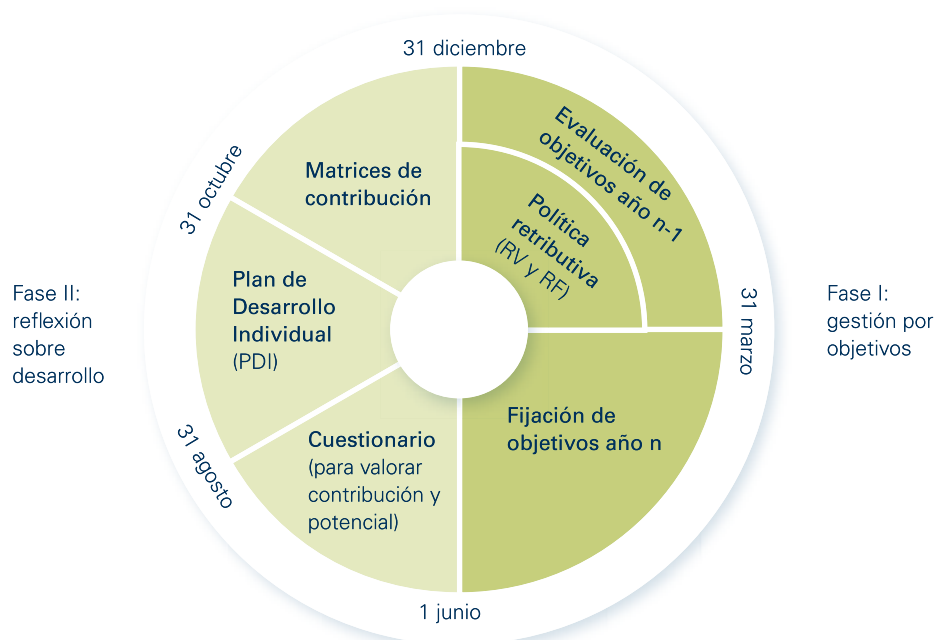 31 diciembre
Evaluación de
objetivos año n-1
Política
retributiva
(RV y RF)
31 marzo
Fase I:
gestión por
objetivos
Fijación de
objetivos año n
1 junio
Cuestionario
(para valorar
contribución y
potencial)
31 agosto
Plan de
Desarrollo
Individual
(PDI)
Fase II:
reflexión
sobre
desarrollo
31 octubre
Matrices de
contribución